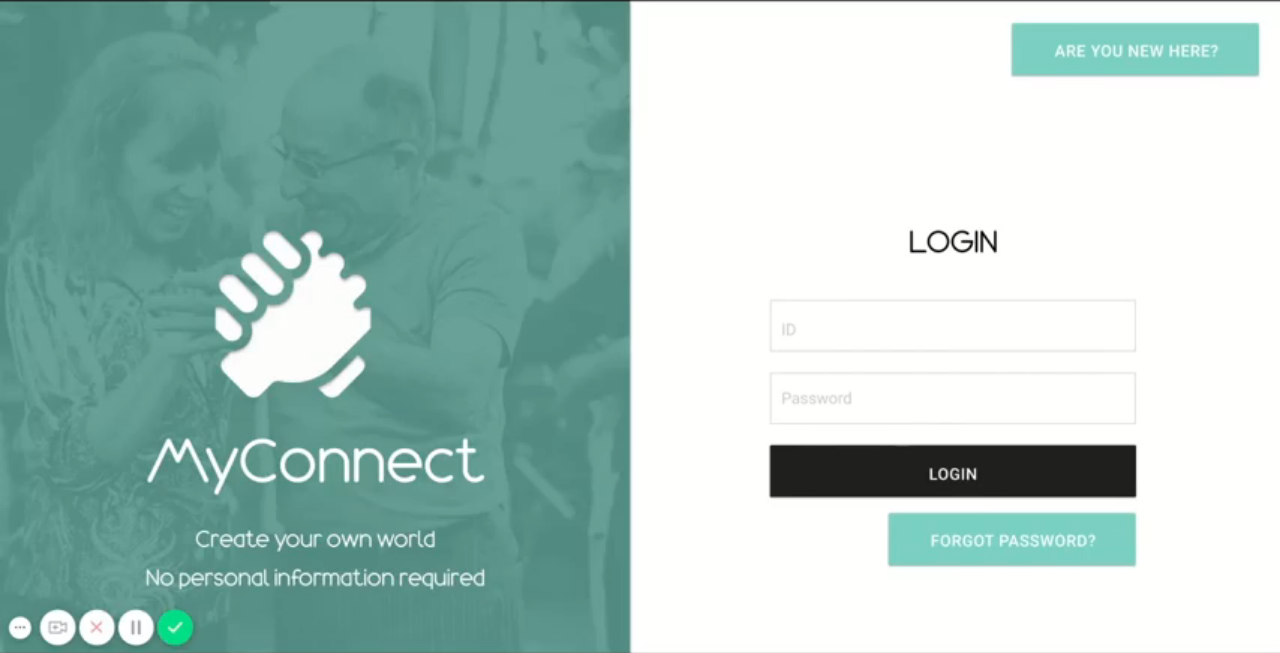 ARE YOU NEW HERE?
LOGIN
ID
Password
LOGIN
FORGOT PASSWORD?
MyConnect
Create your own world
No personal information required